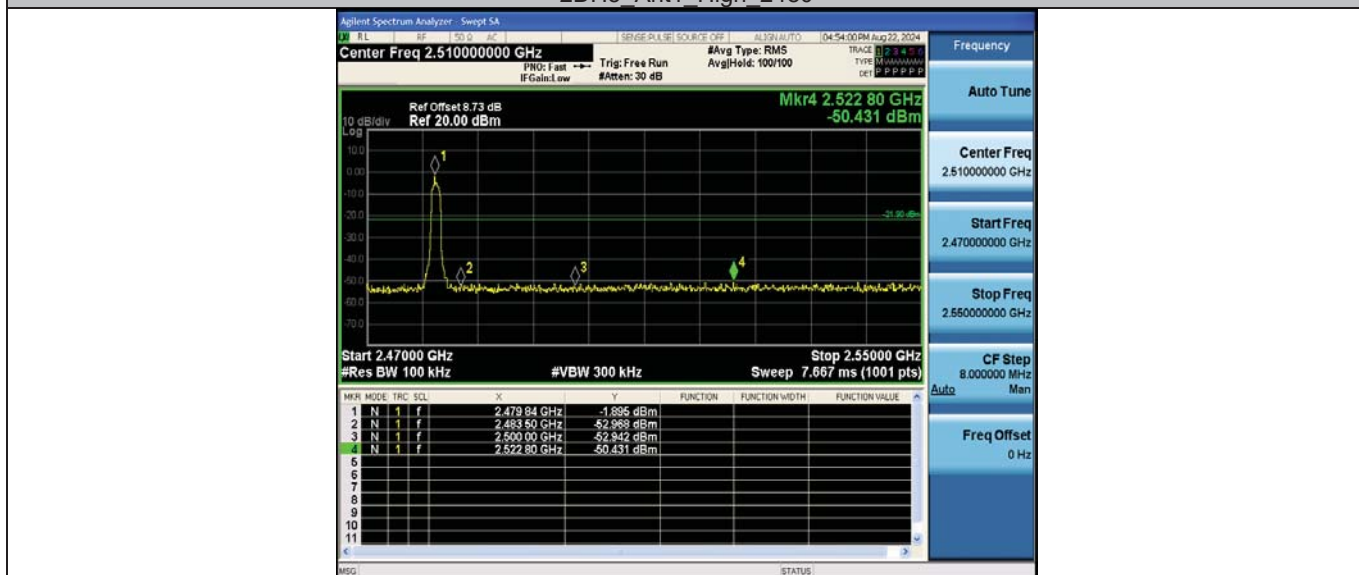 2DH5_Ant1_High_2480
Agilent Spectrum Analyzer - Swept SA
RL RF 50 Ω AC SENSE:PULSE SOURCE OFF ALIGN AUTO 04:54:00 PM Aug 22, 2024
Center Freq 2.510000000 GHz
PNO: Fast
IFGain:Low
Trig: Free Run
#Atten: 30 dB
#Avg Type: RMS
Avg|Hold: 100/100
TRACE 1 2 3 4 5 6
TYPE M
DET P P P P P P
Ref Offset 8.73 dB
Ref 20.00 dBm
10 dB/div
Log
Mkr4 2.522 80 GHz
-50.431 dBm
10.0
0.00
-10.0
-20.0
-30.0
-40.0
-50.0
-60.0
-70.0
1
2
3
4
-21.90 dBm
Start 2.47000 GHz
Stop 2.55000 GHz
#Res BW 100 kHz
#VBW 300 kHz
Sweep 7.667 ms (1001 pts)
MKR MODE TRC SCL X Y FUNCTION FUNCTION WIDTH FUNCTION VALUE
1 N 1 f 2.479 84 GHz -1.895 dBm
2 N 1 f 2.483 50 GHz -52.968 dBm
3 N 1 f 2.500 00 GHz -52.942 dBm
4 N 1 f 2.522 80 GHz -50.431 dBm
5
6
7
8
9
10
11
MSG
STATUS
Frequency
Auto Tune
Center Freq
2.510000000 GHz
Start Freq
2.470000000 GHz
Stop Freq
2.550000000 GHz
CF Step
8.000000 MHz
Auto Man
Freq Offset
0 Hz